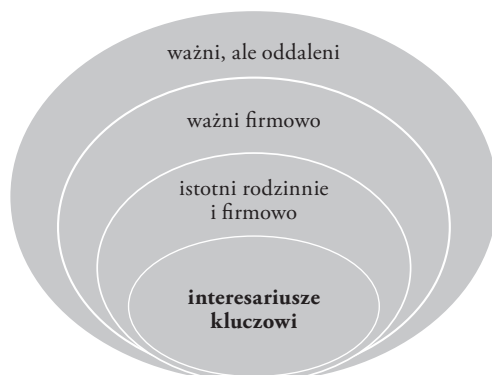 ważni, ale oddaleni
ważni firmowo
istotni rodzinnie
i firmowo
interesariusze
kluczowi